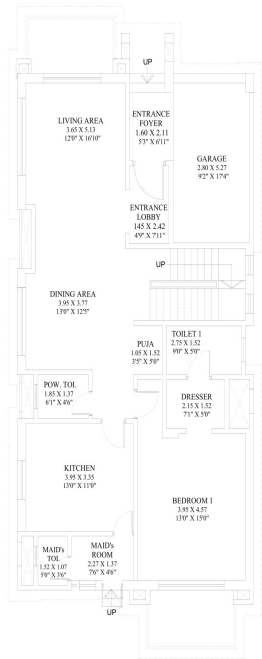 UP
LIVING AREA
3.65 X 5.13
12'0" X 16'10"
ENTRANCE
FOYER
1.60 X 2.11
5'3" X 6'11"
GARAGE
2.80 X 5.27
9'2" X 17'4"
ENTRANCE
LOBBY
145 X 2.42
4'9" X 7'11"
UP
DINING AREA
3.95 X 3.77
13'0" X 12'5"
PUJA
1.05 X 1.52
3'5" X 5'0"
TOILET 1
2.75 X 1.52
9'0" X 5'0"
POW. TOI.
1.85 X 1.37
6'1" X 4'6"
DRESSER
2.15 X 1.52
7'1" X 5'0"
KITCHEN
3.95 X 3.35
13'0" X 11'0"
BEDROOM 1
3.95 X 4.57
13'0" X 15'0"
MAID's
TOI.
1.52 X 1.07
5'0" X 3'6"
MAID's
ROOM
2.27 X 1.37
7'6" X 4'6"
UP